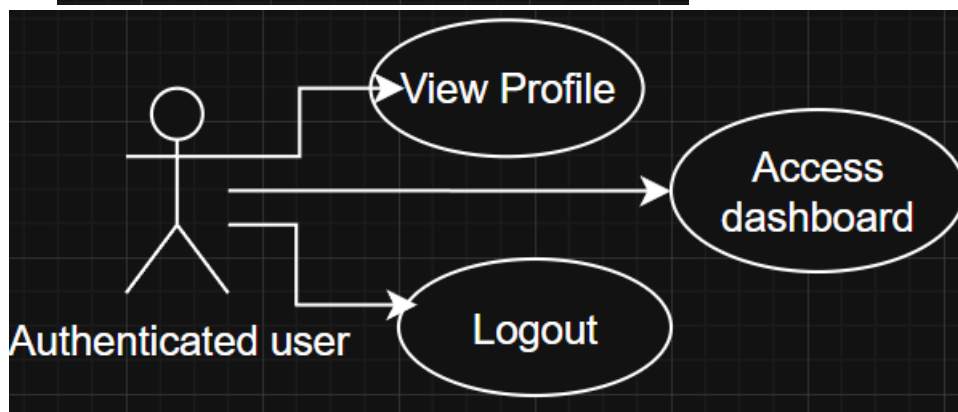 View Profile
Access
dashboard
Logout
Authenticated user